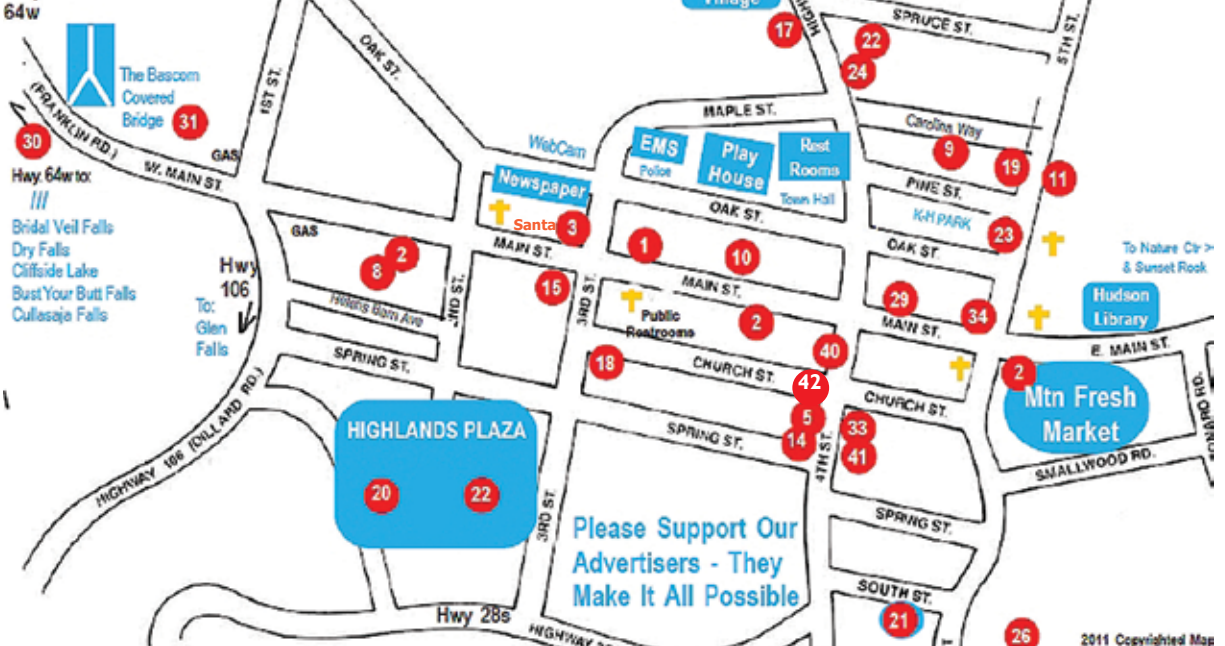 64w
Village
17
HIGH
SPRUCE ST.
5TH ST.
22
24
OAK ST.
1ST ST.
The Bascom
Covered
Bridge
31
(FRANKLIN RD.)
30
GAS
W. MAIN ST.
Hwy. 64w to:
///
Bridal Veil Falls
Dry Falls
Cliffside Lake
Bust Your Butt Falls
Cullasaja Falls
MAPLE ST.
Carolina Way
9
19
11
WebCam
EMS
Police
Play
House
Rest
Rooms
Town Hall
PINE ST.
K-H PARK
23
Newspaper
Santa
3
OAK ST.
OAK ST.
GAS
2
8
MAIN ST.
1
10
To Nature Ctr >
& Sunset Rock
Hwy
106
To:
Glen
Falls
Helen's Barn Ave
2ND ST.
15
3RD ST.
MAIN ST.
Public
Restrooms
2
29
34
MAIN ST.
Hudson
Library
E. MAIN ST.
SPRING ST.
18
CHURCH ST.
40
42
CHURCH ST.
2
Mtn Fresh
Market
SMALLWOOD RD.
HIGHWAY 106 (DILLARD RD.)
HIGHLANDS PLAZA
20
22
3RD ST.
SPRING ST.
5
14
4TH ST.
33
41
SPRING ST.
Please Support Our
Advertisers - They
Make It All Possible
SOUTH ST.
21
Hwy 28s
HIGHWAY
26
2011 Copyrighted Map